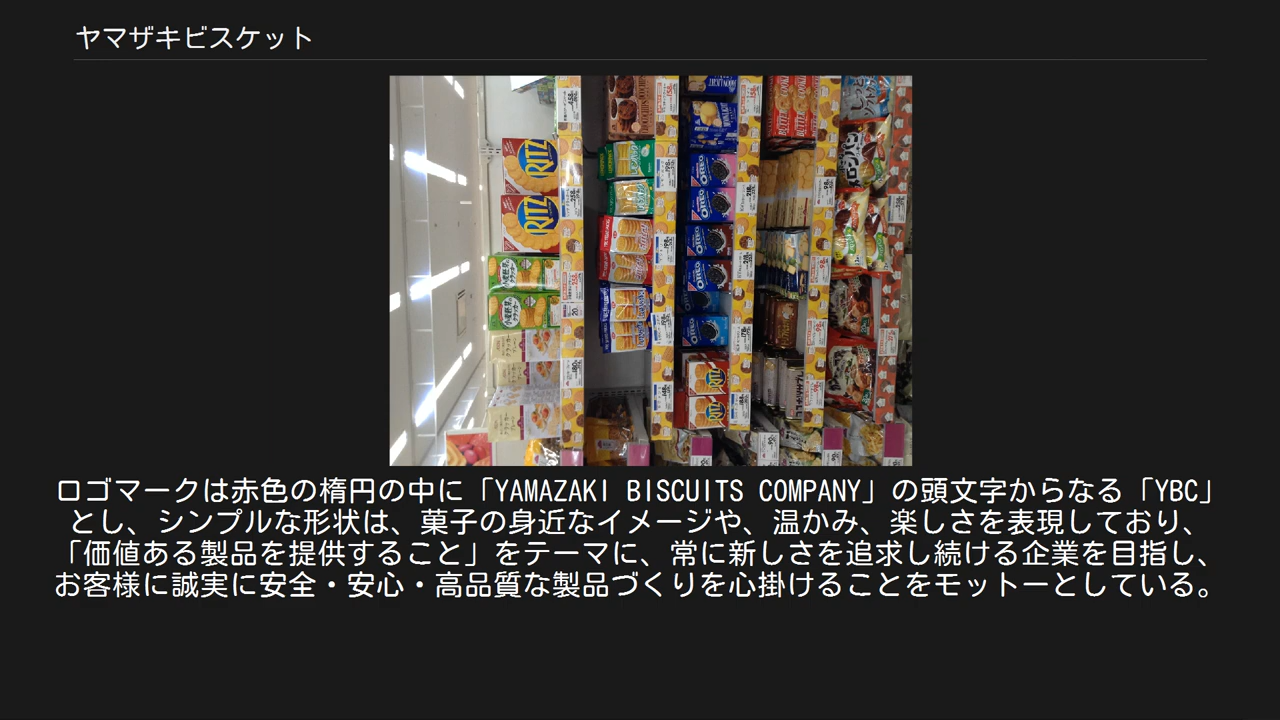 ヤマザキビスケット
RITZ
RITZ
OREO
OREO
OREO
OREO
OREO
RITZ
RITZ
ロゴマークは赤色の楕円の中に「YAMAZAKI BISCUITS COMPANY」の頭文字からなる「YBC」
とし、シンプルな形状は、菓子の身近なイメージや、温かみ、楽しさを表現しており、
「価値ある製品を提供すること」をテーマに、常に新しさを追求し続ける企業を目指し、
お客様に誠実に安全・安心・高品質な製品づくりを心掛けることをモットーとしている。